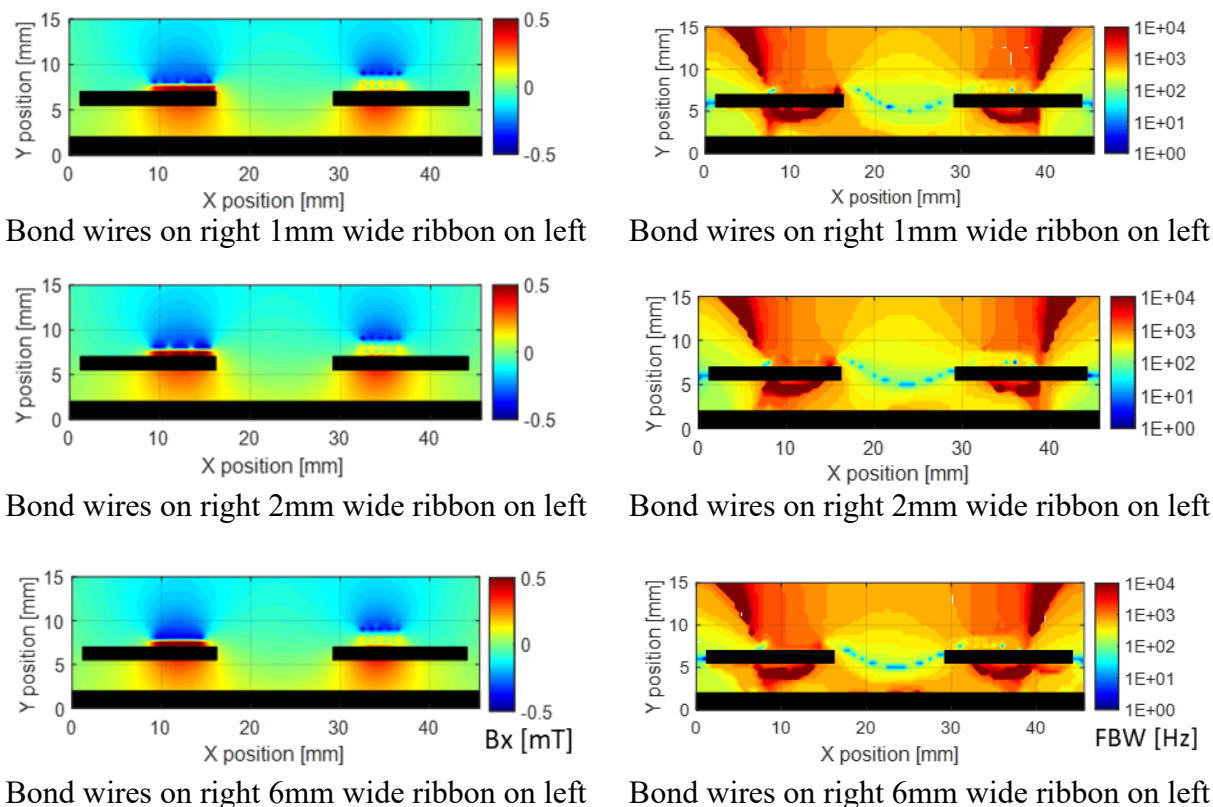 15
10
5
0
Y position [mm]
0 10 20 30 40
X position [mm]
0.5
0
-0.5
15
10
5
0
Y position [mm]
0 10 20 30 40
X position [mm]
1E+04
1E+03
1E+02
1E+01
1E+00
Bond wires on right 1mm wide ribbon on left
Bond wires on right 1mm wide ribbon on left
15
10
5
0
Y position [mm]
0 10 20 30 40
X position [mm]
0.5
0
-0.5
15
10
5
0
Y position [mm]
0 10 20 30 40
X position [mm]
1E+04
1E+03
1E+02
1E+01
1E+00
Bond wires on right 2mm wide ribbon on left
Bond wires on right 2mm wide ribbon on left
15
10
5
0
Y position [mm]
0 10 20 30 40
X position [mm]
0.5
0
-0.5
Bx [mT]
15
10
5
0
Y position [mm]
0 10 20 30 40
X position [mm]
1E+04
1E+03
1E+02
1E+01
1E+00
FBW [Hz]
Bond wires on right 6mm wide ribbon on left
Bond wires on right 6mm wide ribbon on left